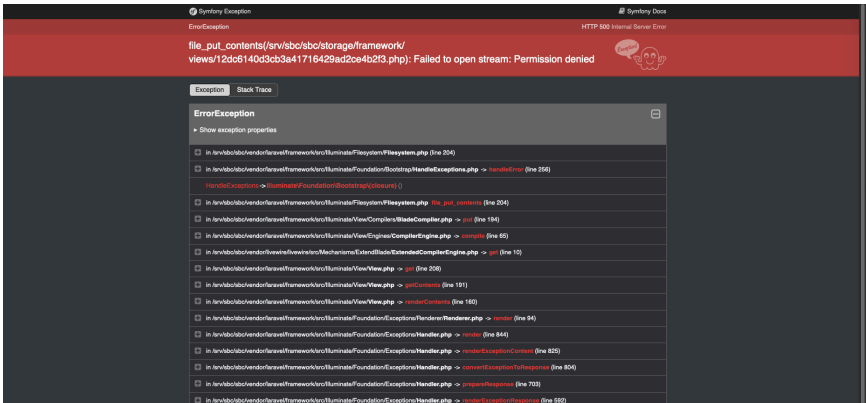 Symfony Exception
Symfony Docs
ErrorException
HTTP 500 Internal Server Error
file_put_contents(/srv/sbc/sbc/storage/framework/
views/12dc6140d3cb3a41716429ad2ce4b2f3.php): Failed to open stream: Permission denied
Exception!
Exception Stack Trace
ErrorException
Show exception properties
in /srv/sbc/sbc/vendor/laravel/framework/src/Illuminate/Filesystem/Filesystem.php (line 204)
in /srv/sbc/sbc/vendor/laravel/framework/src/Illuminate/Foundation/Bootstrap/HandleExceptions.php -> handleError (line 256)
HandleExceptions->Illuminate\Foundation\Bootstrap\{closure} ()
in /srv/sbc/sbc/vendor/laravel/framework/src/Illuminate/Filesystem/Filesystem.php file_put_contents (line 204)
in /srv/sbc/sbc/vendor/laravel/framework/src/Illuminate/View/Compilers/BladeCompiler.php -> put (line 194)
in /srv/sbc/sbc/vendor/laravel/framework/src/Illuminate/View/Engines/CompilerEngine.php -> compile (line 65)
in /srv/sbc/sbc/vendor/livewire/livewire/src/Mechanisms/ExtendBlade/ExtendedCompilerEngine.php -> get (line 10)
in /srv/sbc/sbc/vendor/laravel/framework/src/Illuminate/View/View.php -> get (line 208)
in /srv/sbc/sbc/vendor/laravel/framework/src/Illuminate/View/View.php -> getContents (line 191)
in /srv/sbc/sbc/vendor/laravel/framework/src/Illuminate/View/View.php -> renderContents (line 160)
in /srv/sbc/sbc/vendor/laravel/framework/src/Illuminate/Foundation/Exceptions/Renderer/Renderer.php -> render (line 94)
in /srv/sbc/sbc/vendor/laravel/framework/src/Illuminate/Foundation/Exceptions/Handler.php -> render (line 844)
in /srv/sbc/sbc/vendor/laravel/framework/src/Illuminate/Foundation/Exceptions/Handler.php -> renderExceptionContent (line 825)
in /srv/sbc/sbc/vendor/laravel/framework/src/Illuminate/Foundation/Exceptions/Handler.php -> convertExceptionToResponse (line 804)
in /srv/sbc/sbc/vendor/laravel/framework/src/Illuminate/Foundation/Exceptions/Handler.php -> prepareResponse (line 703)
in /srv/sbc/sbc/vendor/laravel/framework/src/Illuminate/Foundation/Exceptions/Handler.php -> renderExceptionResponse (line 592)